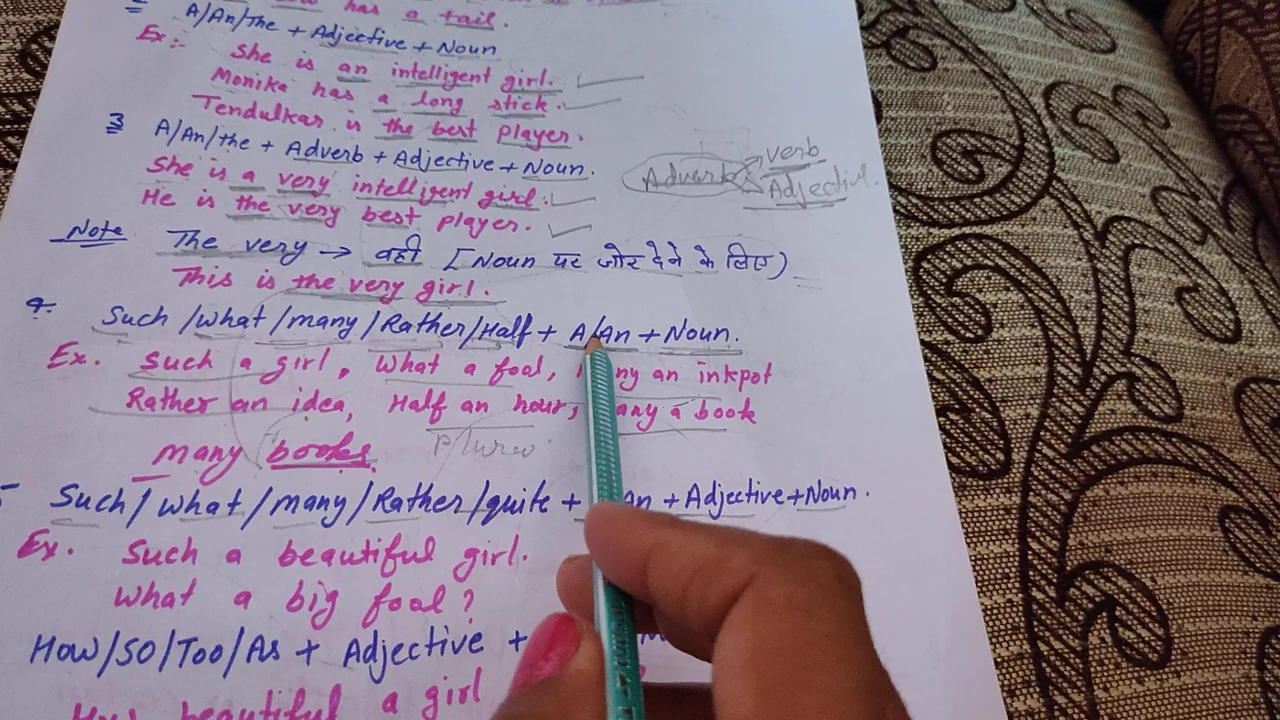 has a tail.
A/An/The + Adjective + Noun
Ex:- She is an intelligent girl.
Monika has a long stick.
Tendulkar is the best player.
3 A/An/the + Adverb + Adjective + Noun.
She is a very intelligent girl.
He is the very best player.
Adverb verb
Adjective.
Note The very → वही [Noun पर जोर देने के लिए)
This is the very girl.
4. Such/what/many/Rather/Half + A/An + Noun.
Ex. Such a girl, What a fool, an inkpot
Rather an idea, Half an hour, many a book
many books
Such/what/many/Rather/quite + An + Adjective + Noun.
Ex. Such a beautiful girl.
What a big fool?
How/So/Too/As + Adjective +
How beautiful a girl